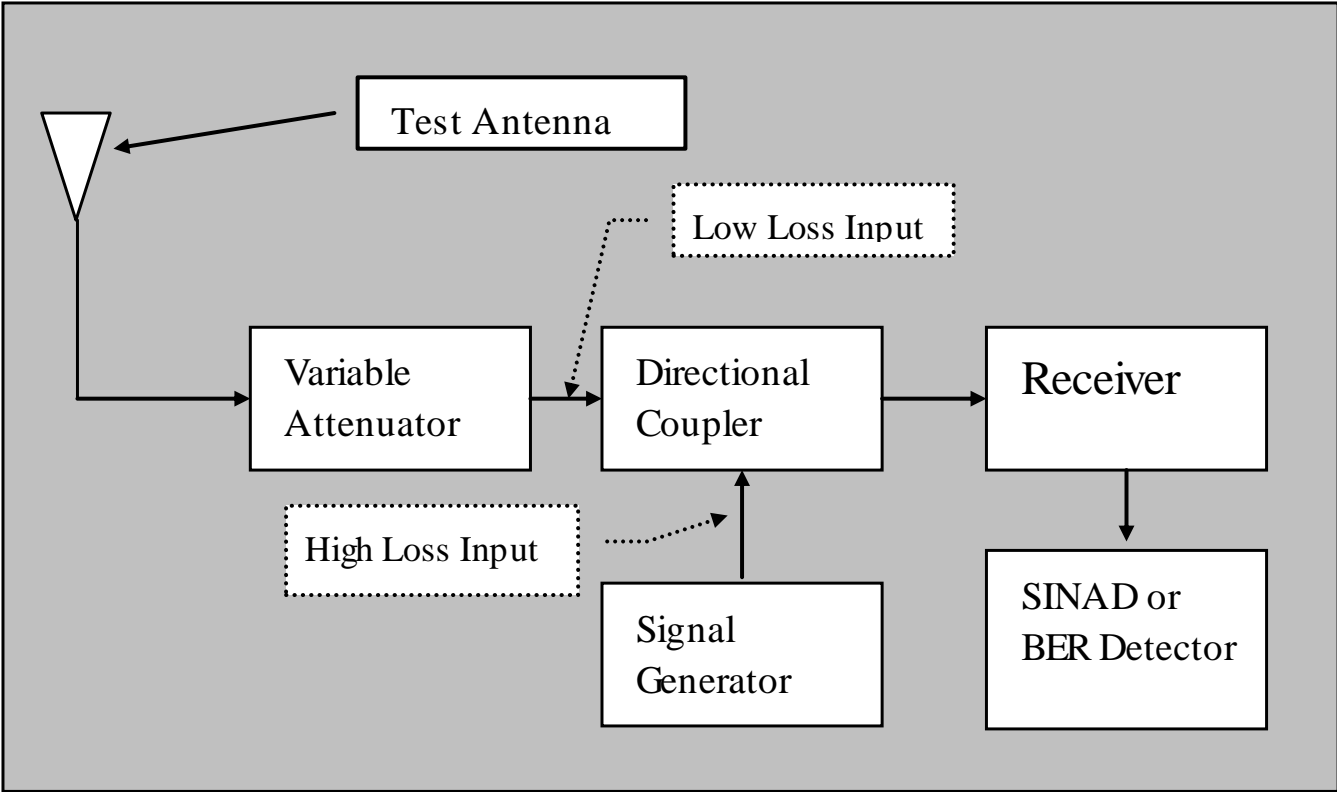 Test Antenna
Low Loss Input
Variable
Attenuator
Directional
Coupler
Receiver
High Loss Input
Signal
Generator
SINAD or
BER Detector